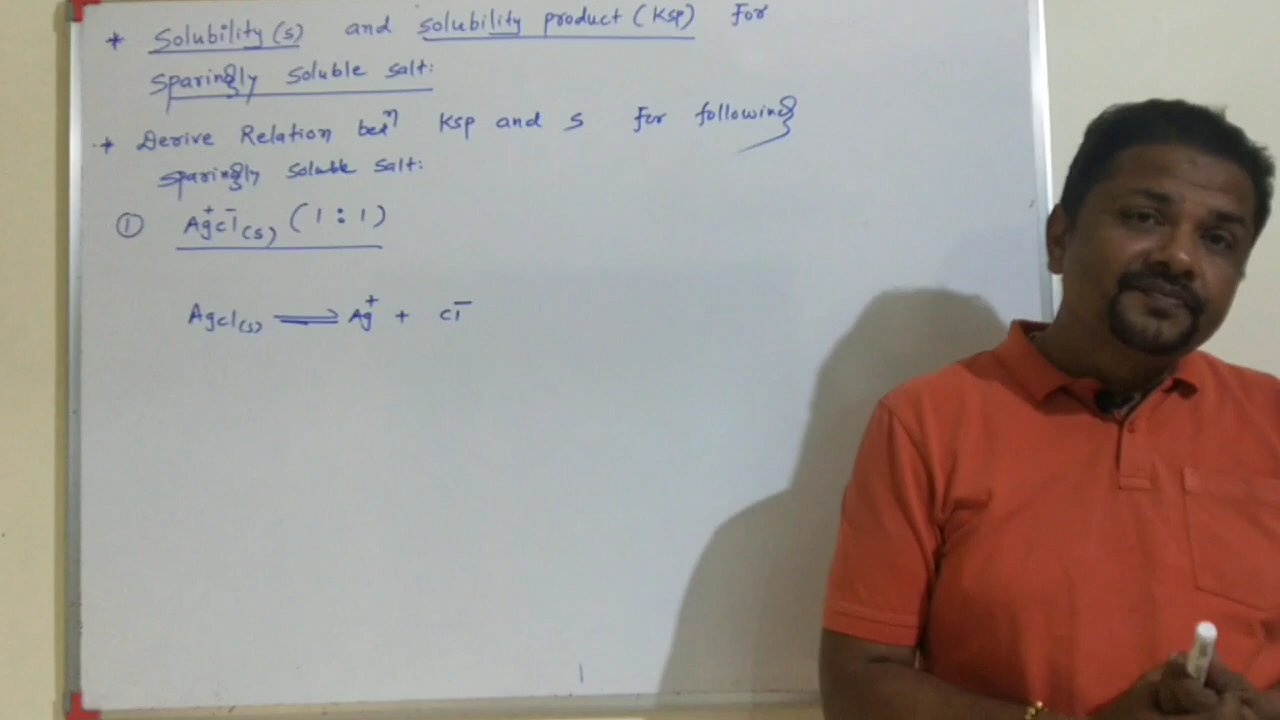 * Solubility (s) and solubility product (Ksp) for
sparingly soluble salt:
* Derive Relation betⁿ Ksp and s for following
sparingly soluble salt:
① Ag⁺Cl⁻(s) (1 : 1)
AgCl(s) ⇌ Ag⁺ + Cl⁻